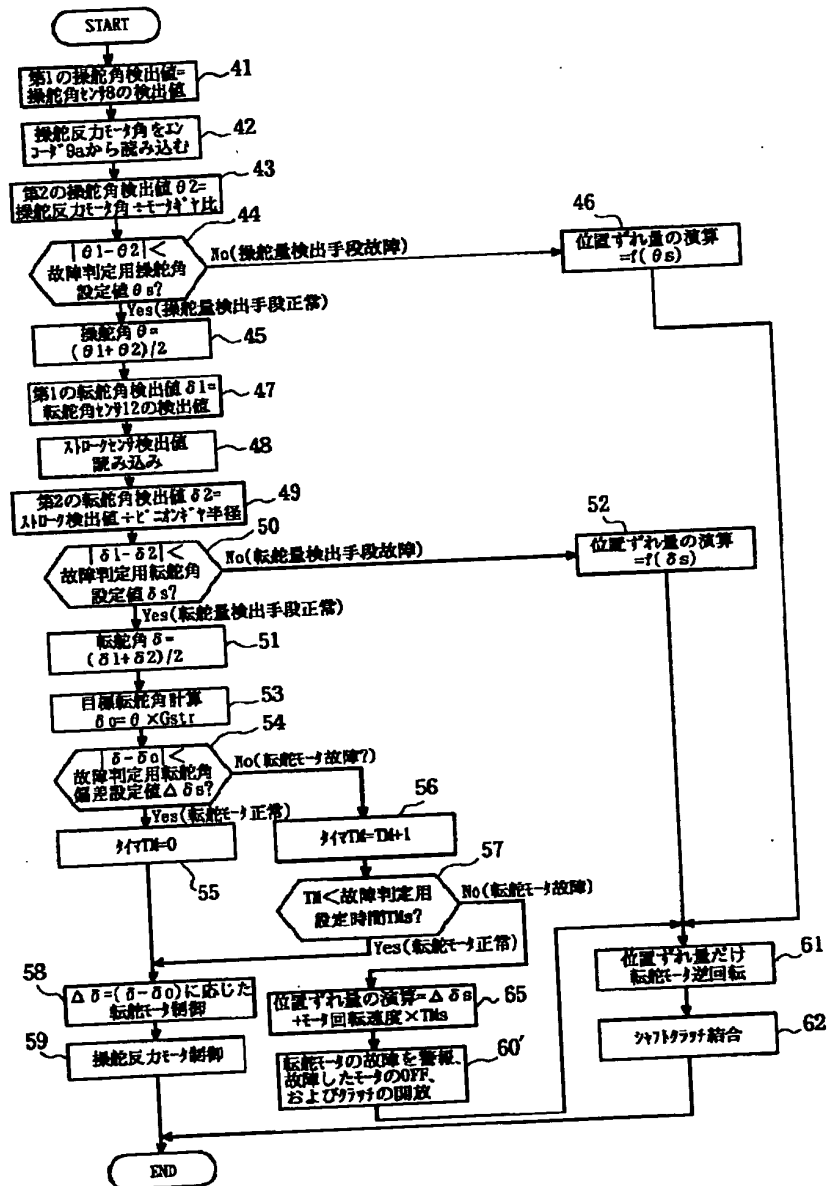 START
第1の操舵角検出値=
操舵角ｾﾝｻ8の検出値
41
操舵反力ﾓｰﾀ角をｴﾝ
ｺｰﾀﾞ9aから読み込む
42
第2の操舵角検出値θ2=
操舵反力ﾓｰﾀ角÷ﾓｰﾀｷﾞﾔ比
43
|θ1-θ2|<
故障判定用操舵角
設定値θs?
44
No(操舵量検出手段故障)
46
位置ずれ量の演算
=f(θs)
Yes(操舵量検出手段正常)
操舵角θ=
(θ1+θ2)/2
45
第1の転舵角検出値δ1=
転舵角ｾﾝｻ12の検出値
47
ｽﾄﾛｰｸｾﾝｻ検出値
読み込み
48
第2の転舵角検出値δ2=
ｽﾄﾛｰｸ検出値÷ﾋﾟﾆｵﾝｷﾞﾔ半径
49
|δ1-δ2|<
故障判定用転舵角
設定値δs?
50
No(転舵量検出手段故障)
52
位置ずれ量の演算
=f(δs)
Yes(転舵量検出手段正常)
転舵角δ=
(δ1+δ2)/2
51
目標転舵角計算
δo=θ×Gstr
53
|δ-δo|<
故障判定用転舵角
偏差設定値Δδs?
54
No(転舵ﾓｰﾀ故障?)
Yes(転舵ﾓｰﾀ正常)
ﾀｲﾏTM=0
55
56
ﾀｲﾏTM=TM+1
57
TM<故障判定用
設定時間TMs?
No(転舵ﾓｰﾀ故障)
Yes(転舵ﾓｰﾀ正常)
58
Δδ=(δ-δo)に応じた
転舵ﾓｰﾀ制御
59
操舵反力ﾓｰﾀ制御
位置ずれ量の演算=Δδs
+ﾓｰﾀ回転速度×TMs
65
転舵ﾓｰﾀの故障を警報、
故障したﾓｰﾀのOFF、
およびｸﾗｯﾁの開放
60′
位置ずれ量だけ
転舵ﾓｰﾀ逆回転
61
ｼｬﾌﾄｸﾗｯﾁ結合
62
END